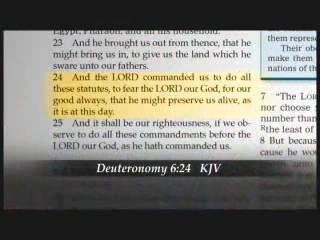 Egypt, Pharaoh, and all his household.
23 And he brought us out from thence, that he
might bring us in, to give us the land which he
sware unto our fathers.
24 And the LORD commanded us to do all
these statutes, to fear the LORD our God, for our
good always, that he might preserve us alive, as
it is at this day.
25 And it shall be our righteousness, if we ob-
serve to do all these commandments before the
LORD our God, as he hath commanded us.
them represe
Their obe
make them
nations of th
7 "The LORD
nor choose
number than
Rthe least of
8 But becaus
cause he wou
Deuteronomy 6:24 KJV